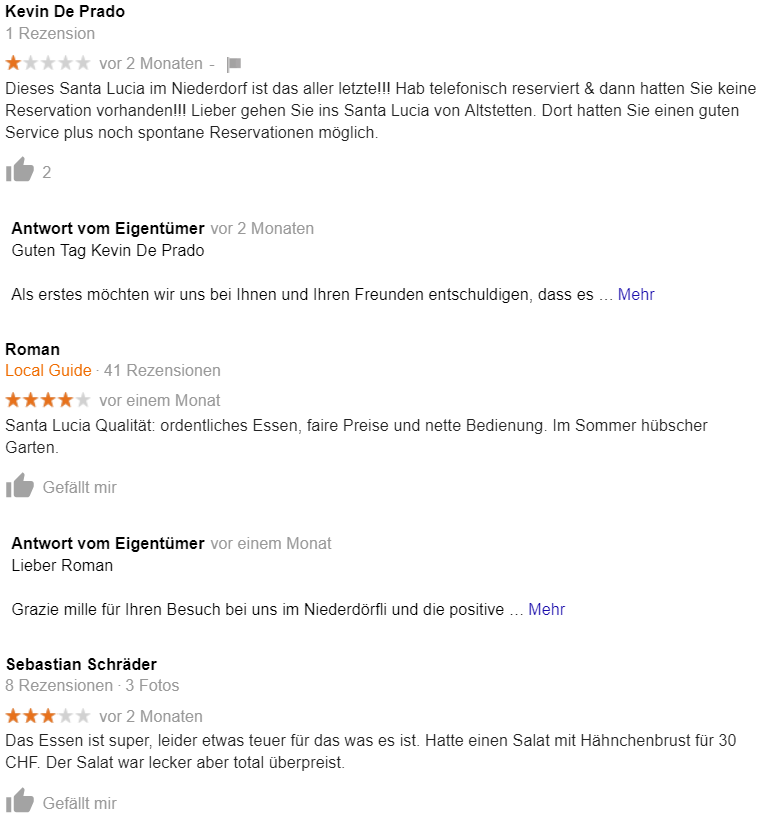 Kevin De Prado
1 Rezension
vor 2 Monaten -
Dieses Santa Lucia im Niederdorf ist das aller letzte!!! Hab telefonisch reserviert & dann hatten Sie keine
Reservation vorhanden!!! Lieber gehen Sie ins Santa Lucia von Altstetten. Dort hatten Sie einen guten
Service plus noch spontane Reservationen möglich.
2
Antwort vom Eigentümer vor 2 Monaten
Guten Tag Kevin De Prado
Als erstes möchten wir uns bei Ihnen und Ihren Freunden entschuldigen, dass es … Mehr
Roman
Local Guide · 41 Rezensionen
vor einem Monat
Santa Lucia Qualität: ordentliches Essen, faire Preise und nette Bedienung. Im Sommer hübscher
Garten.
Gefällt mir
Antwort vom Eigentümer vor einem Monat
Lieber Roman
Grazie mille für Ihren Besuch bei uns im Niederdörfli und die positive … Mehr
Sebastian Schräder
8 Rezensionen · 3 Fotos
vor 2 Monaten
Das Essen ist super, leider etwas teuer für das was es ist. Hatte einen Salat mit Hähnchenbrust für 30
CHF. Der Salat war lecker aber total überpreist.
Gefällt mir